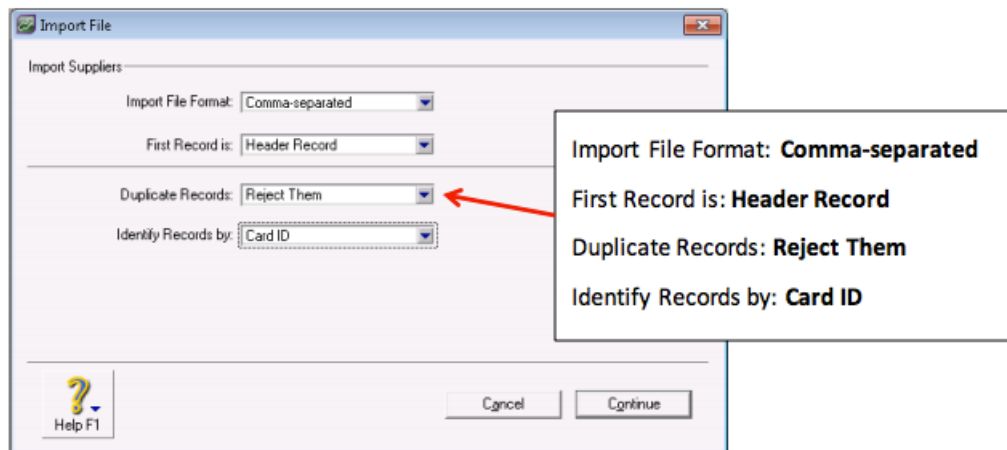 Import File
Import Suppliers
Import File Format: Comma-separated
First Record is: Header Record
Duplicate Records: Reject Them
Identify Records by: Card ID
Import File Format: Comma-separated
First Record is: Header Record
Duplicate Records: Reject Them
Identify Records by: Card ID
?
Help F1
Cancel
Continue